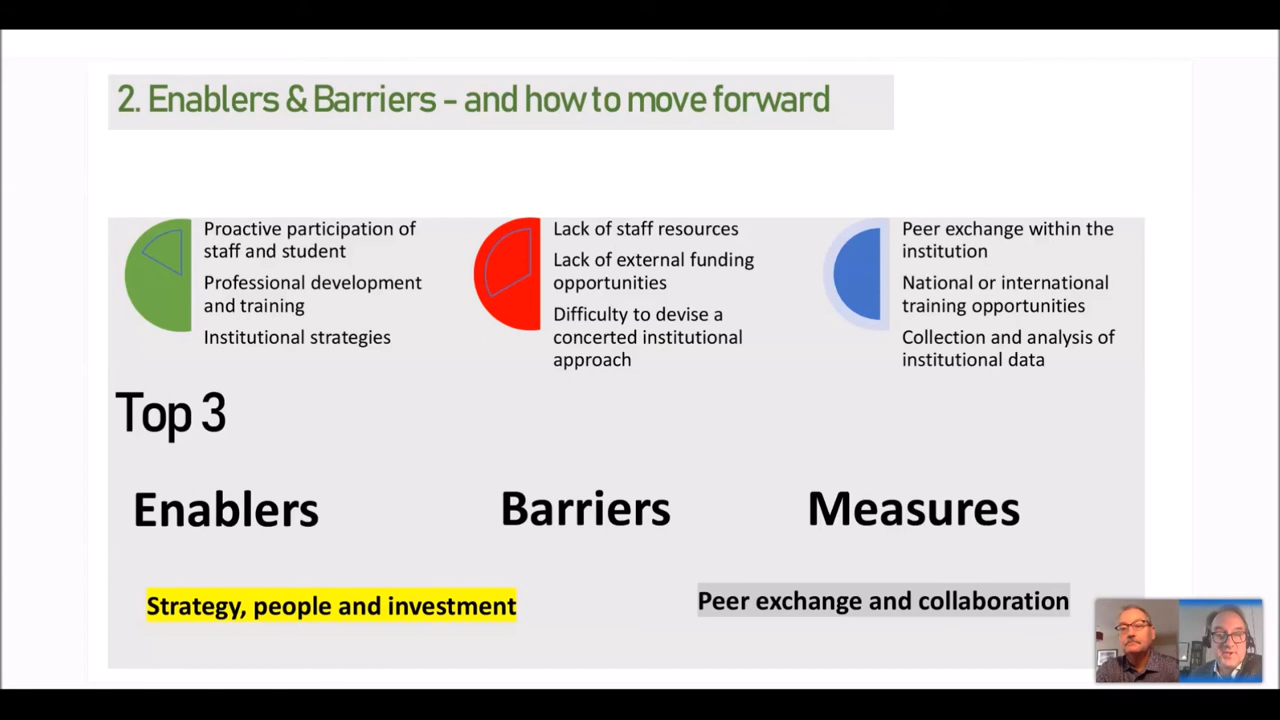 2. Enablers & Barriers - and how to move forward
Proactive participation of
staff and student
Professional development
and training
Institutional strategies
Lack of staff resources
Lack of external funding
opportunities
Difficulty to devise a
concerted institutional
approach
Peer exchange within the
institution
National or international
training opportunities
Collection and analysis of
institutional data
Top 3
Enablers
Barriers
Measures
Strategy, people and investment
Peer exchange and collaboration